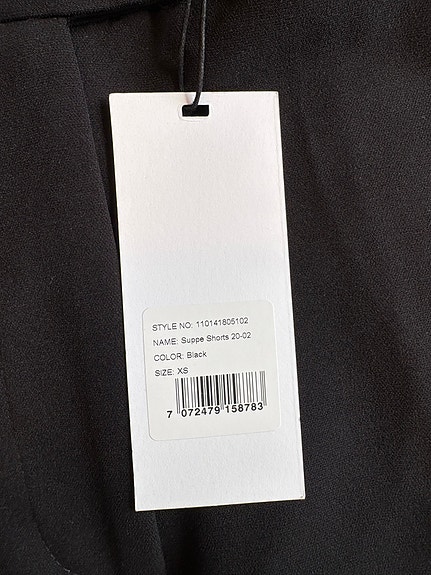 STYLE NO: 110141805102
NAME: Suppe Shorts 20-02
COLOR: Black
SIZE: XS
7 072479 158783